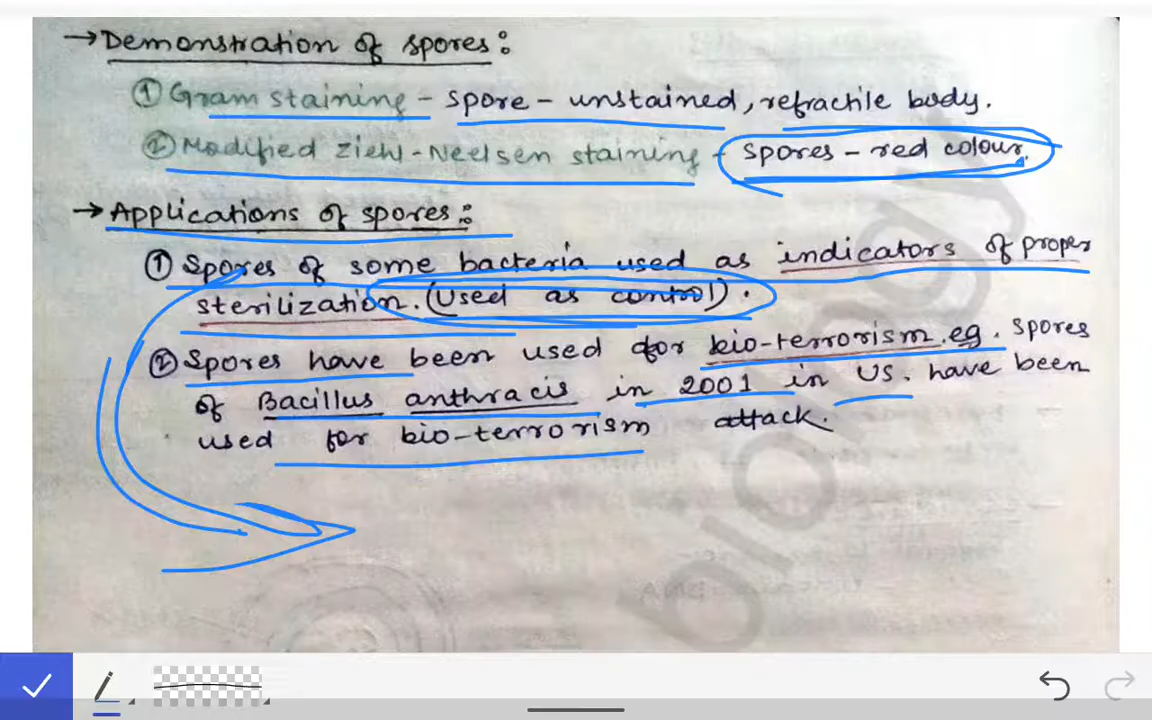 →Demonstration of spores:
① Gram staining - spore - unstained, refractile body.
② Modified Ziehl-Neelsen staining - spores - red colour.
→ Applications of spores:
① Spores of some bacteria used as indicators of proper
sterilization. (Used as control).
② Spores have been used for bio-terrorism. eg. spores
of Bacillus anthracis in 2001 in US. have been
used for bio-terrorism attack.
biology